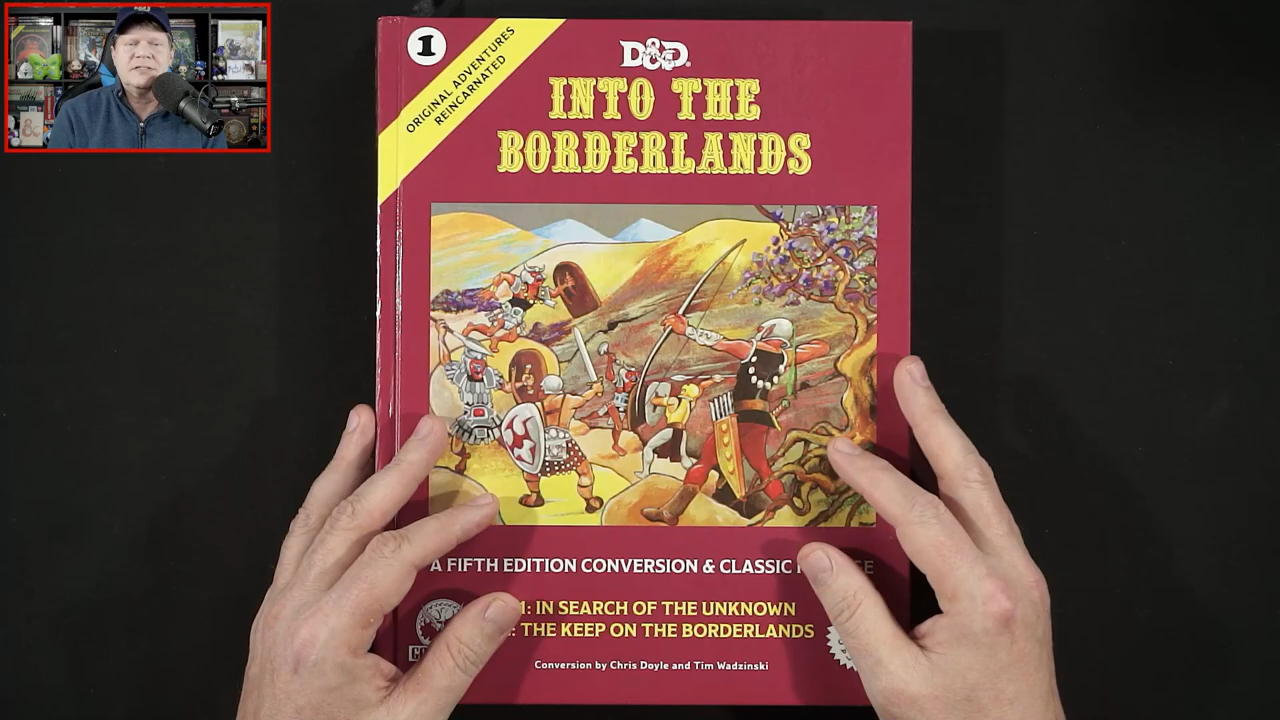 1
ORIGINAL ADVENTURES
REINCARNATED
D&D
INTO THE
BORDERLANDS
A FIFTH EDITION CONVERSION & CLASSIC
1: IN SEARCH OF THE UNKNOWN
: THE KEEP ON THE BORDERLANDS
Conversion by Chris Doyle and Tim Wadzinski